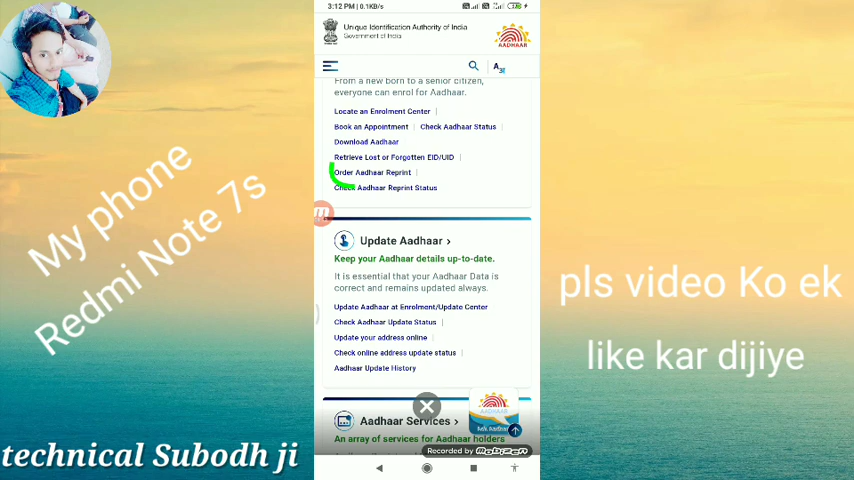 3:12 PM | 0.1KB/s
Unique Identification Authority of India
Government of India
AADHAAR
From a new born to a senior citizen,
everyone can enrol for Aadhaar.
Locate an Enrolment Center
Book an Appointment Check Aadhaar Status
Download Aadhaar
Retrieve Lost or Forgotten EID/UID
Order Aadhaar Reprint
Check Aadhaar Reprint Status
Update Aadhaar ›
Keep your Aadhaar details up-to-date.
It is essential that your Aadhaar Data is
correct and remains updated always.
Update Aadhaar at Enrolment/Update Center
Check Aadhaar Update Status
Update your address online
Check online address update status
Aadhaar Update History
Aadhaar Services ›
An array of services for Aadhaar holders
AADHAAR
Ask Aadhaar
Recorded by mobizen
My phone
Redmi Note 7s
pls video Ko ek
like kar dijiye
technical Subodh ji